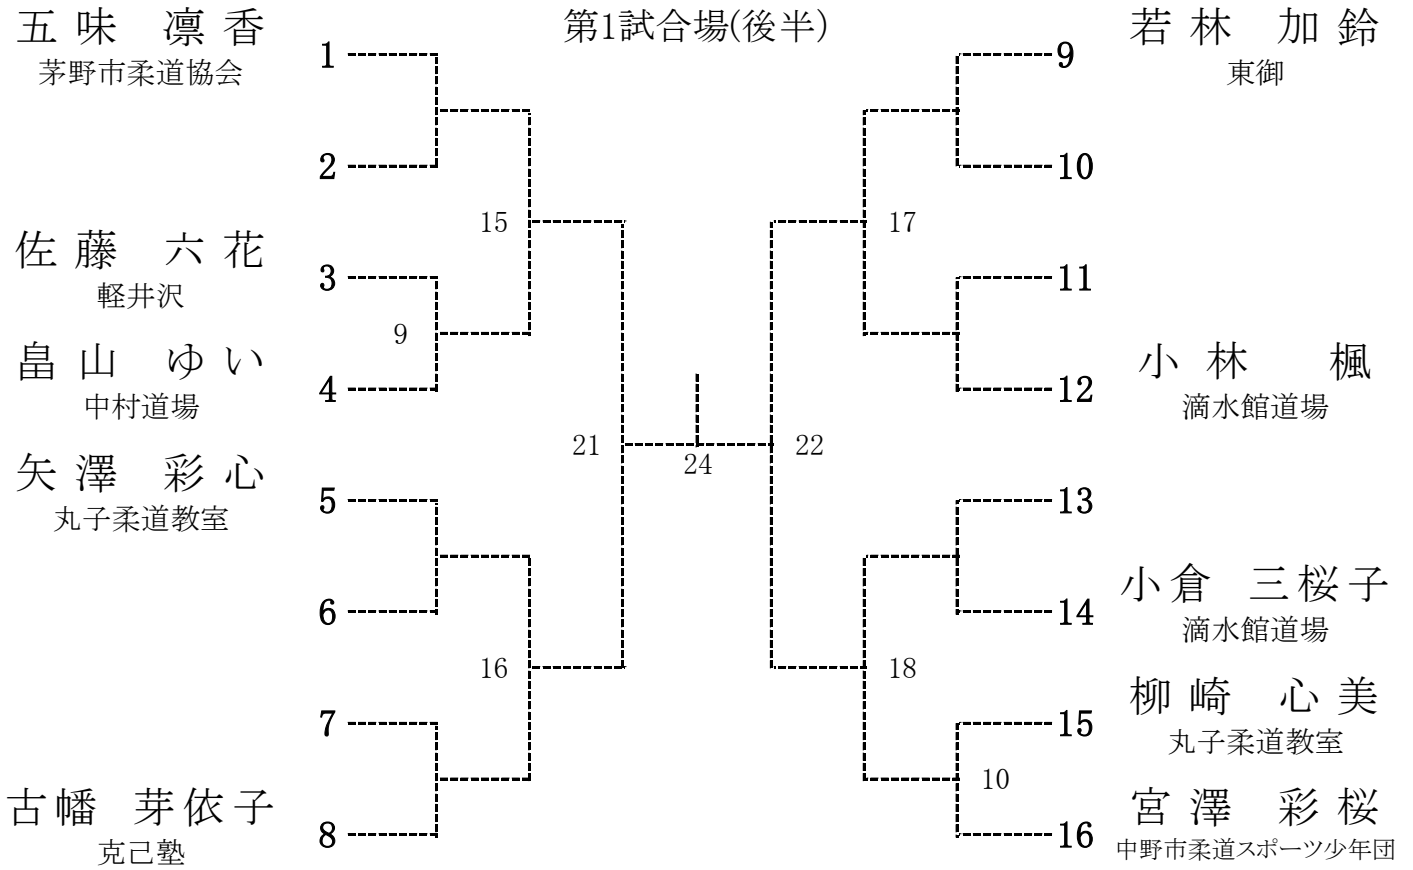 第1試合場(後半)
五味 凛香
茅野市柔道協会
1
2
佐藤 六花
軽井沢
3
畠山 ゆい
中村道場
4
矢澤 彩心
丸子柔道教室
5
6
7
古幡 芽依子
克己塾
8
15
9
16
21
24
22
17
18
10
9
若林 加鈴
東御
10
11
12
小林 楓
滴水館道場
13
14
小倉 三桜子
滴水館道場
15
柳崎 心美
丸子柔道教室
16
宮澤 彩桜
中野市柔道スポーツ少年団